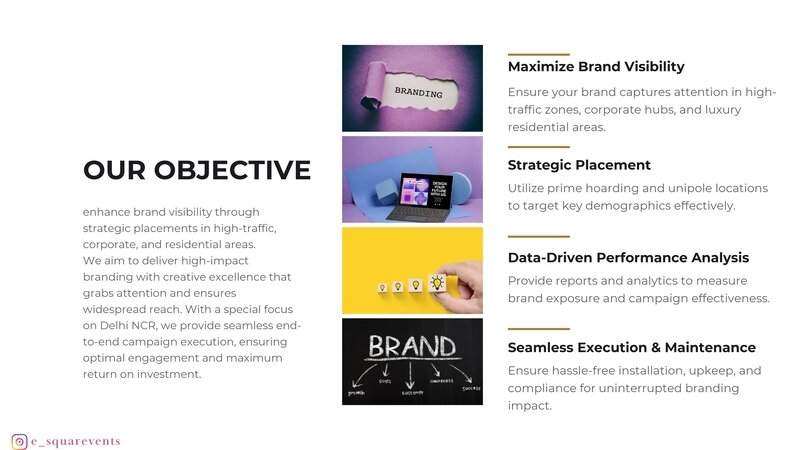 OUR OBJECTIVE
enhance brand visibility through
strategic placements in high-traffic,
corporate, and residential areas.
We aim to deliver high-impact
branding with creative excellence that
grabs attention and ensures
widespread reach. With a special focus
on Delhi NCR, we provide seamless end-
to-end campaign execution, ensuring
optimal engagement and maximum
return on investment.
BRANDING
DESIGN
YOUR
FUTURE
WITH US.
BRAND
growth
sales
customer
awareness
success
Maximize Brand Visibility
Ensure your brand captures attention in high-
traffic zones, corporate hubs, and luxury
residential areas.
Strategic Placement
Utilize prime hoarding and unipole locations
to target key demographics effectively.
Data-Driven Performance Analysis
Provide reports and analytics to measure
brand exposure and campaign effectiveness.
Seamless Execution & Maintenance
Ensure hassle-free installation, upkeep, and
compliance for uninterrupted branding
impact.
e_squarevents